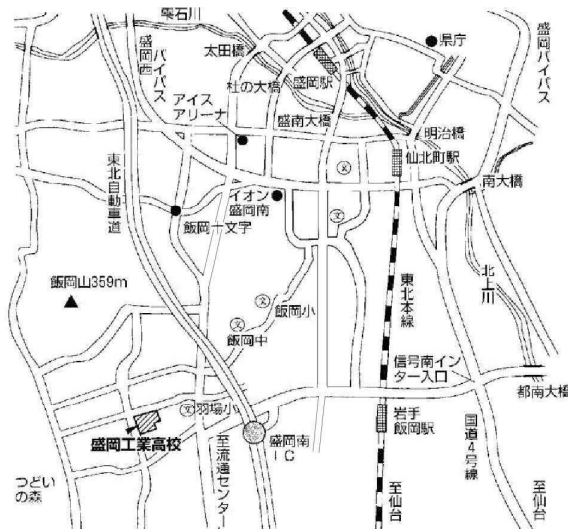 雫石川
盛岡西
バイパス
太田橋
県庁
盛岡バイパス
杜の大橋
盛岡駅
アイス
アリーナ
盛南大橋
明治橋
仙北町駅
東北自動車道
文
南大橋
イオン
盛岡南
文
飯岡十文字
飯岡山359m
北上川
東北本線
文
飯岡小
文
飯岡中
信号南イン
ター入口
都南大橋
文
羽場小
盛岡工業高校
盛岡南
IC
岩手
飯岡駅
国道4号線
つどい
の森
至流通センター
至仙台
至仙台